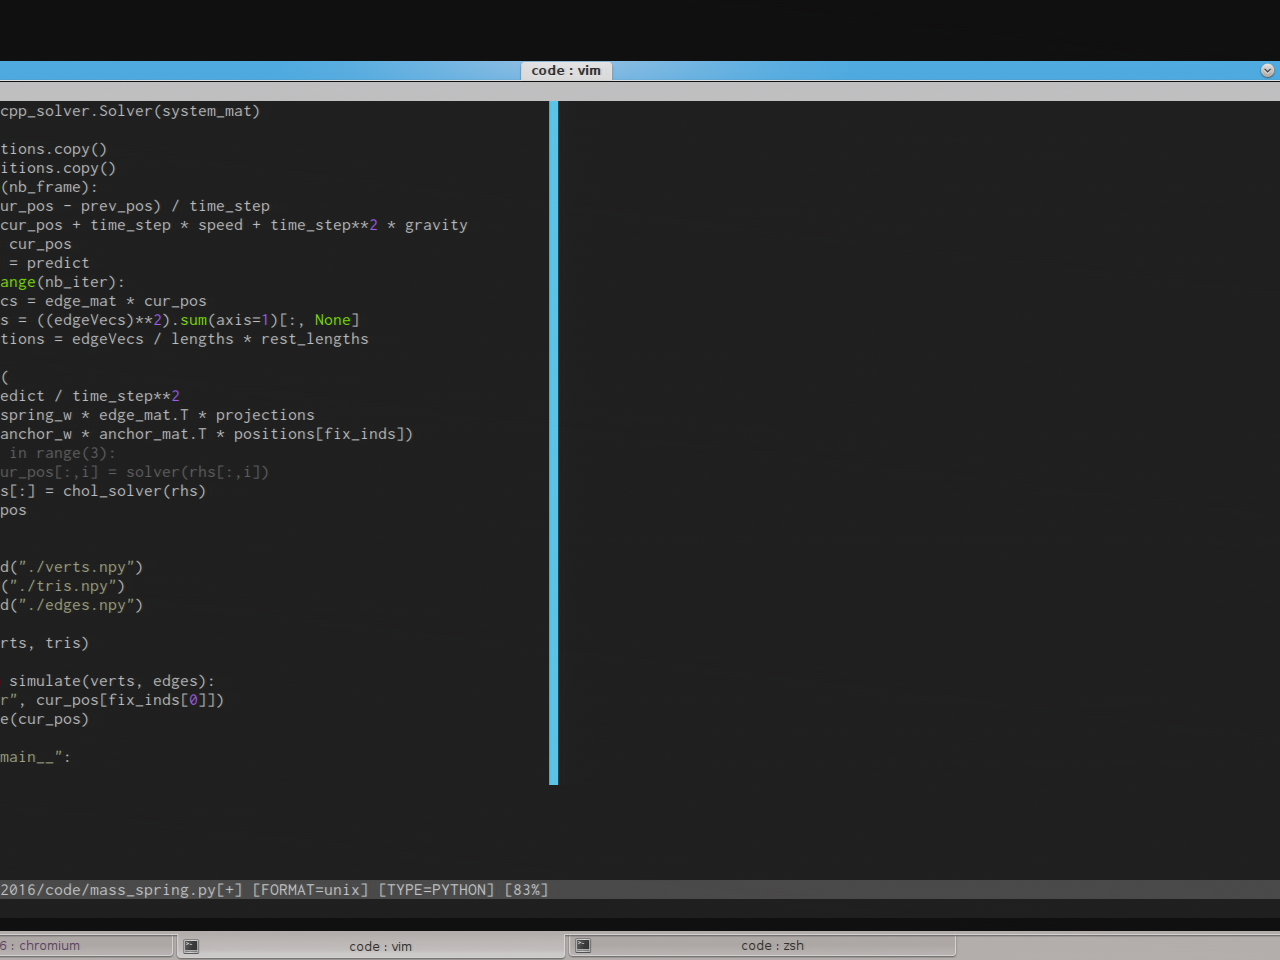 code : vim
cpp_solver.Solver(system_mat)
tions.copy()
itions.copy()
(nb_frame):
ur_pos - prev_pos) / time_step
cur_pos + time_step * speed + time_step**2 * gravity
cur_pos
= predict
ange(nb_iter):
cs = edge_mat * cur_pos
s = ((edgeVecs)**2).sum(axis=1)[:, None]
tions = edgeVecs / lengths * rest_lengths
(
edict / time_step**2
spring_w * edge_mat.T * projections
anchor_w * anchor_mat.T * positions[fix_inds])
in range(3):
ur_pos[:,i] = solver(rhs[:,i])
s[:] = chol_solver(rhs)
pos
d("./verts.npy")
("./tris.npy")
d("./edges.npy")
rts, tris)
simulate(verts, edges):
r", cur_pos[fix_inds[0]])
e(cur_pos)
main__":
2016/code/mass_spring.py[+] [FORMAT=unix] [TYPE=PYTHON] [83%]
6 : chromium
code : vim
code : zsh